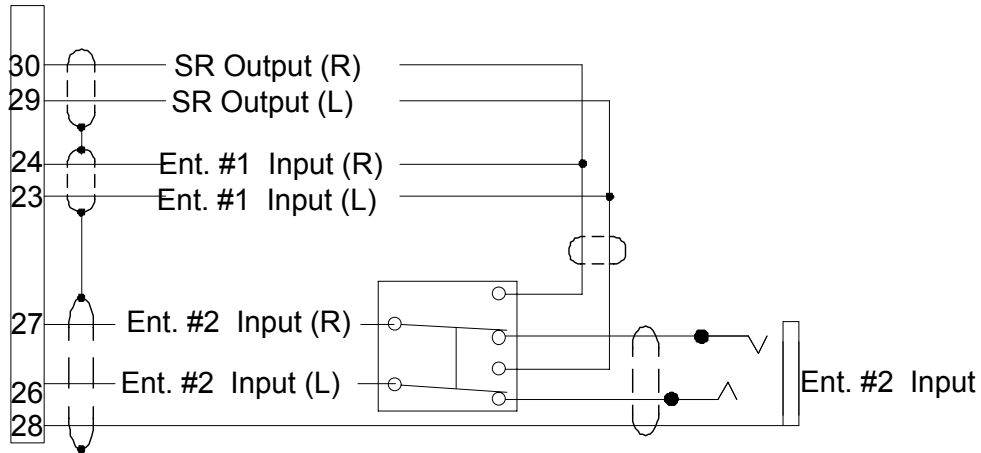 30 SR Output (R)
29 SR Output (L)
24 Ent. #1 Input (R)
23 Ent. #1 Input (L)
27 Ent. #2 Input (R)
26 Ent. #2 Input (L)
Ent. #2 Input
28